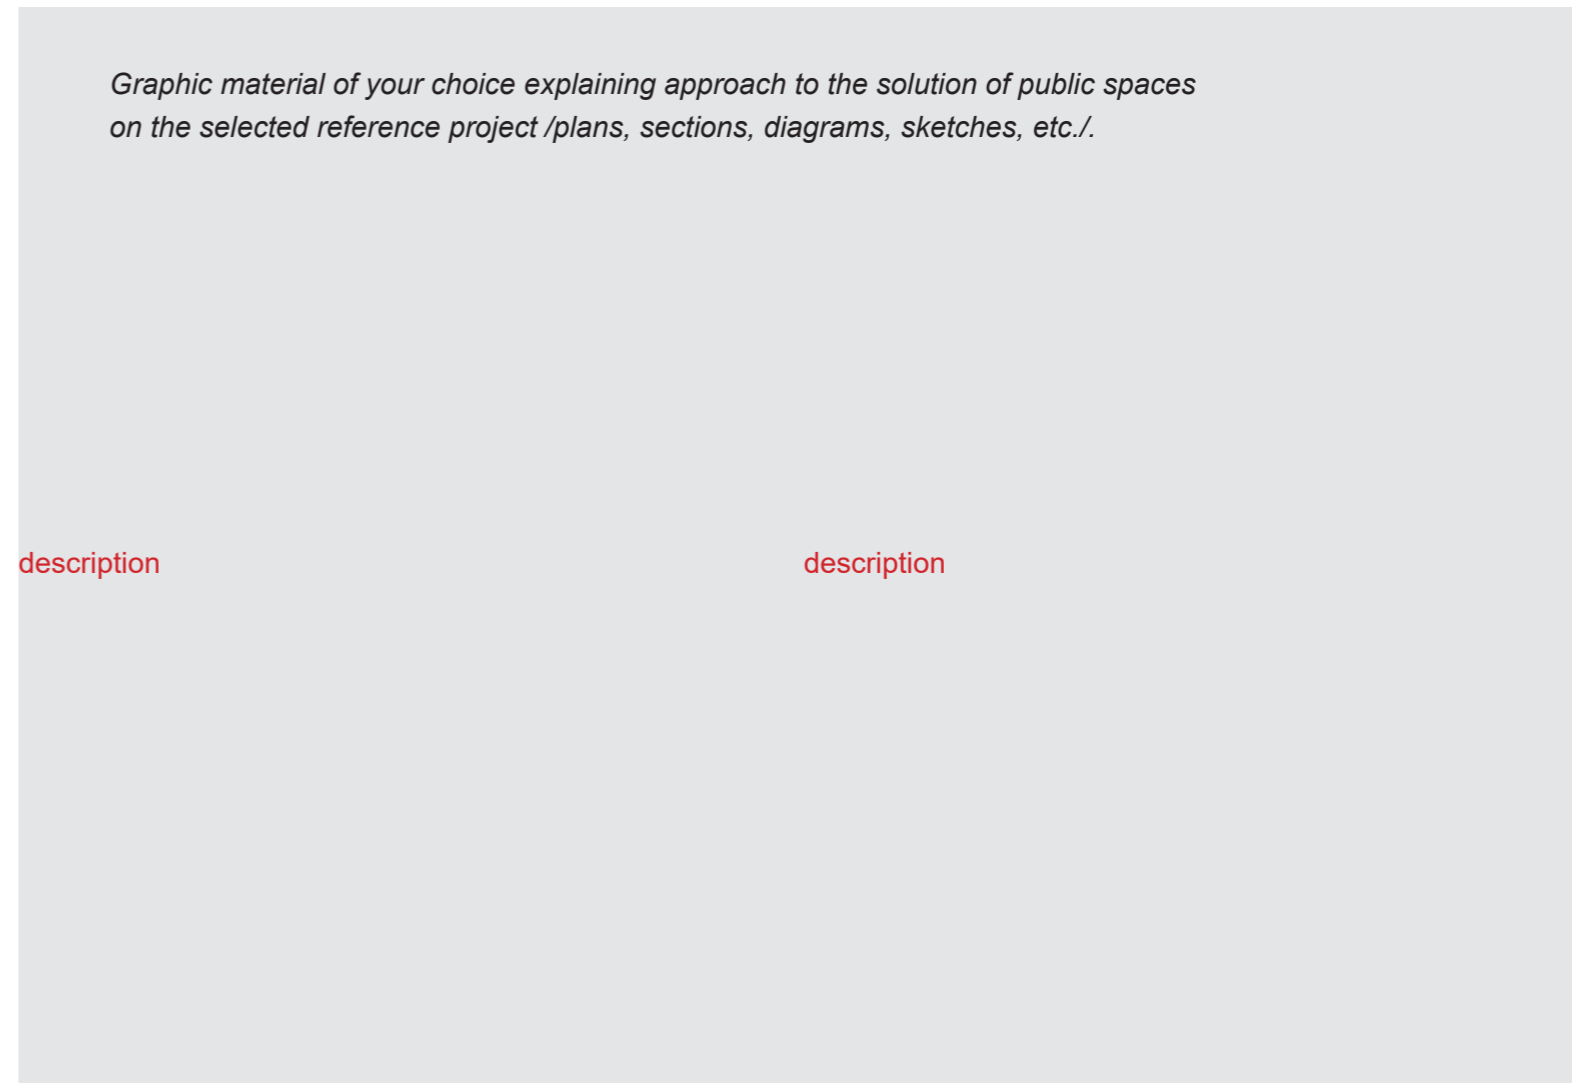 Graphic material of your choice explaining approach to the solution of public spaces
on the selected reference project /plans, sections, diagrams, sketches, etc./.
description
description